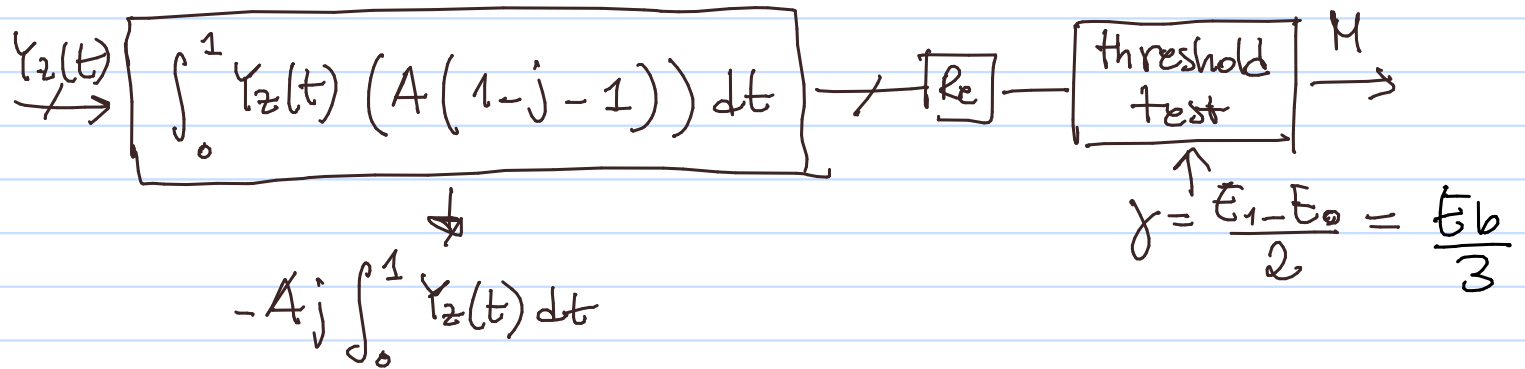 Yz(t)
∫₀¹ Yz(t) (A(1-j-1)) dt
Re
threshold
test
M
γ = (E₁-E₀)/2 = Eb/3
-Aj ∫₀¹ Yz(t) dt